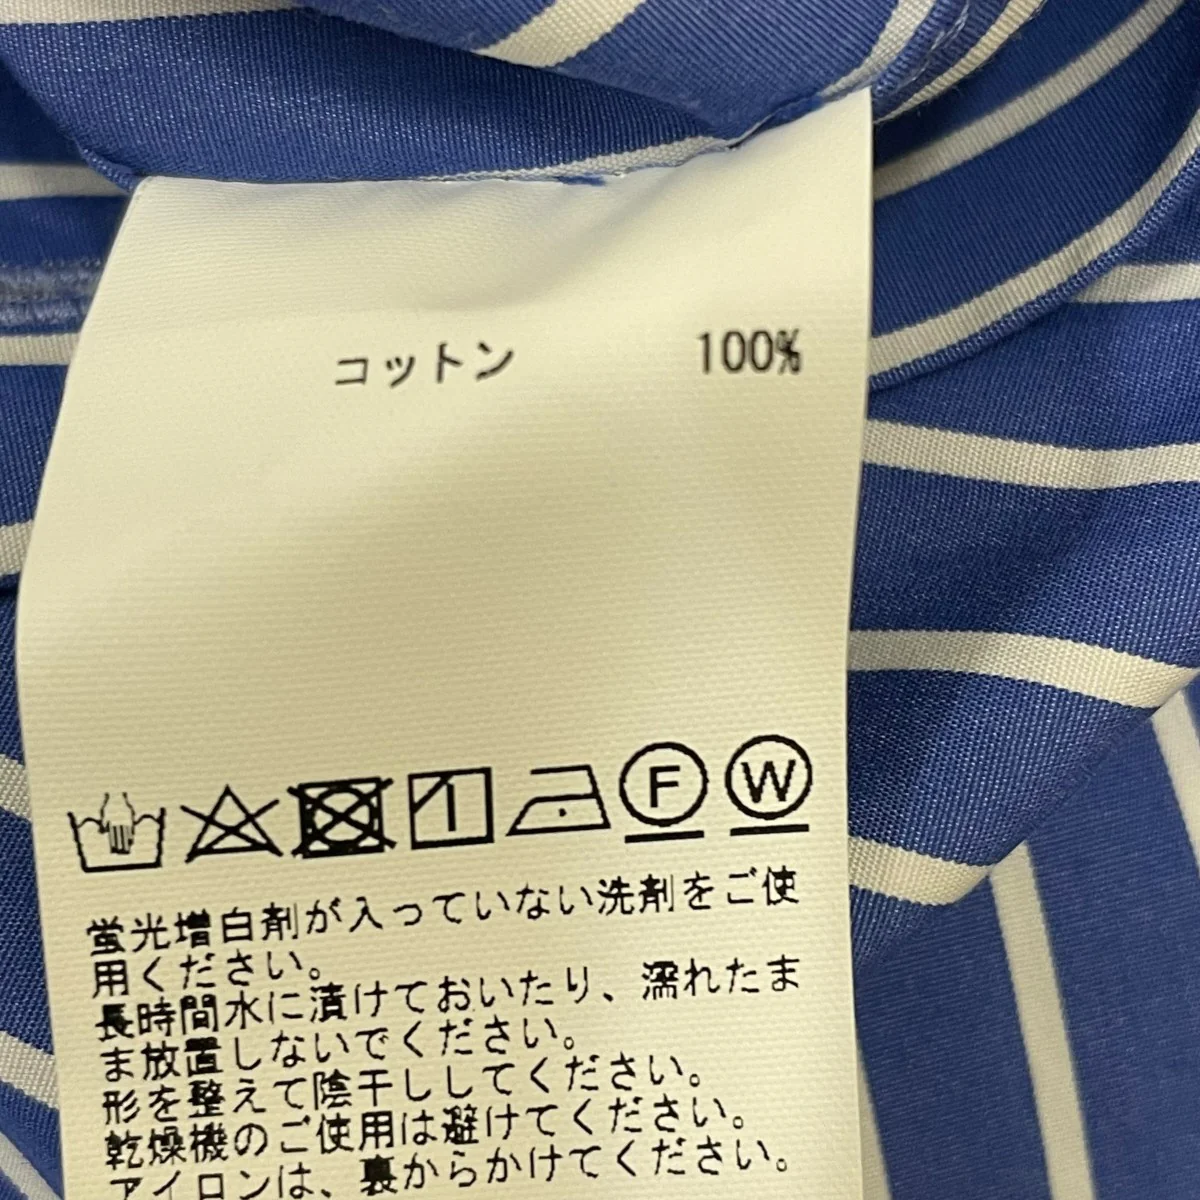 コットン 100%
F W
蛍光増白剤が入っていない洗剤をご使
用ください。
長時間水に漬けておいたり、濡れたま
ま放置しないでください。
形を整えて陰干ししてください。
乾燥機のご使用は避けてください。
アイロンは、裏からかけてください。